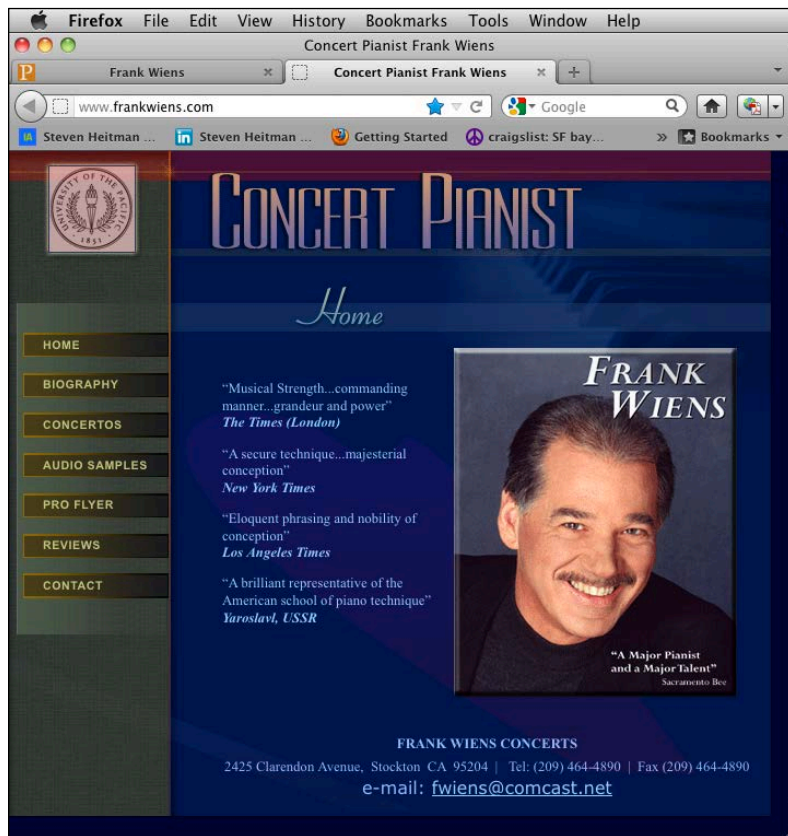 Firefox File Edit View History Bookmarks Tools Window Help
Concert Pianist Frank Wiens
P Frank Wiens × Concert Pianist Frank Wiens × +
www.frankwiens.com Google
IA Steven Heitman ... in Steven Heitman ... Getting Started craigslist: SF bay... » Bookmarks
UNIVERSITY OF THE PACIFIC
1851
CONCERT PIANIST
Home
HOME
BIOGRAPHY
CONCERTOS
AUDIO SAMPLES
PRO FLYER
REVIEWS
CONTACT
“Musical Strength...commanding
manner...grandeur and power”
The Times (London)
“A secure technique...majesterial
conception”
New York Times
“Eloquent phrasing and nobility of
conception”
Los Angeles Times
“A brilliant representative of the
American school of piano technique”
Yaroslavl, USSR
FRANK
WIENS
“A Major Pianist
and a Major Talent”
Sacramento Bee
FRANK WIENS CONCERTS
2425 Clarendon Avenue, Stockton CA 95204 | Tel: (209) 464-4890 | Fax (209) 464-4890
e-mail: fwiens@comcast.net